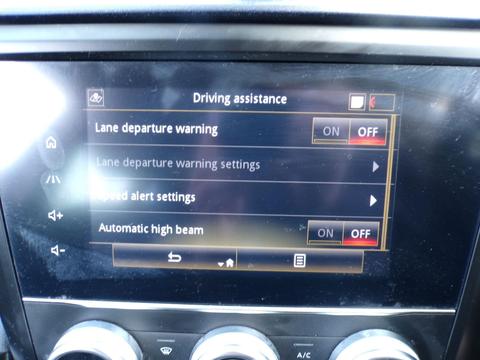 Driving assistance
Lane departure warning ON OFF
Lane departure warning settings
Speed alert settings
Automatic high beam ON OFF
A/C